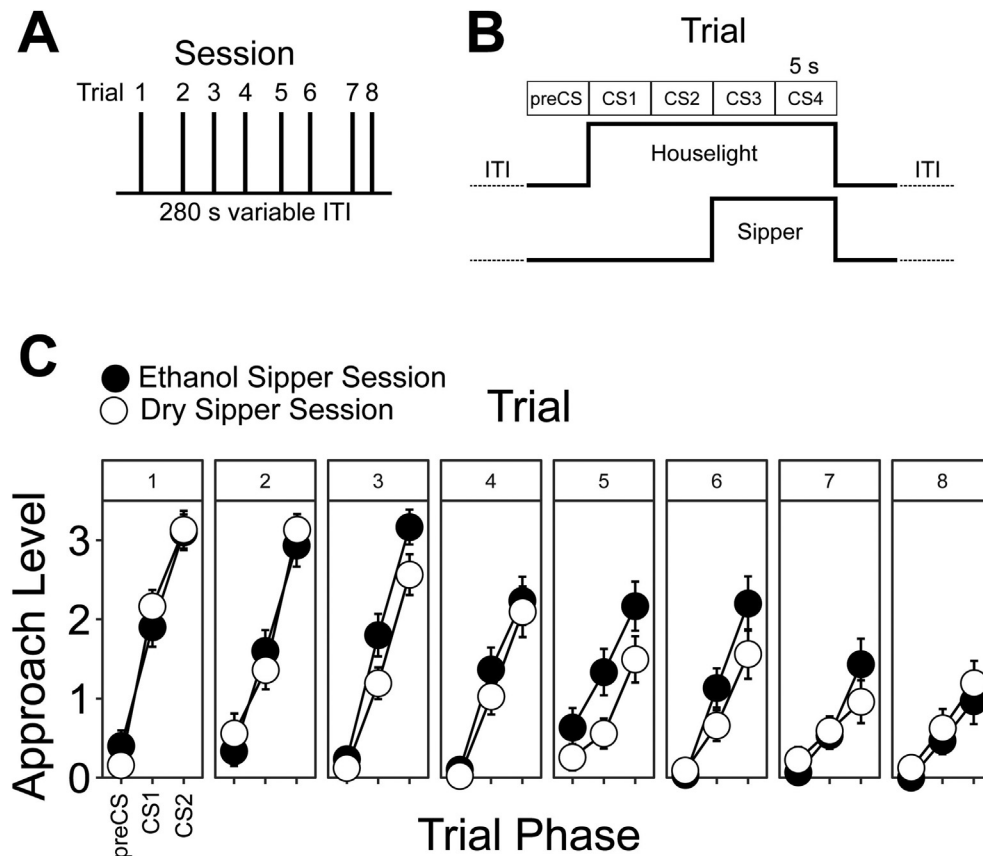 A
Session
Trial 1 2 3 4 5 6 7 8
280 s variable ITI
B
Trial
5 s
preCS CS1 CS2 CS3 CS4
ITI Houselight ITI
Sipper
C
Ethanol Sipper Session
Dry Sipper Session
Trial
1 2 3 4 5 6 7 8
Approach Level
3
2
1
0
preCS CS1 CS2
Trial Phase